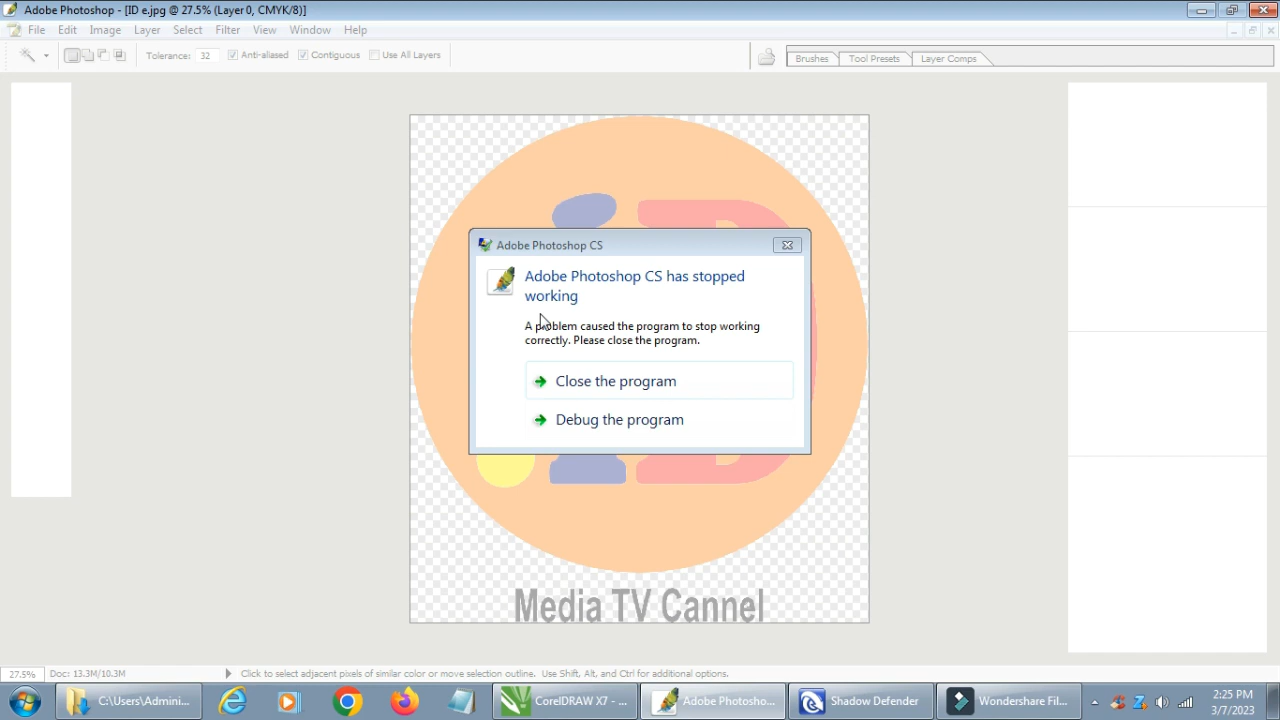 Adobe Photoshop - [ID e.jpg @ 27.5% (Layer 0, CMYK/8)]
File Edit Image Layer Select Filter View Window Help
Tolerance: 32 Anti-aliased Contiguous Use All Layers Brushes Tool Presets Layer Comps
Adobe Photoshop CS
Adobe Photoshop CS has stopped
working
A problem caused the program to stop working
correctly. Please close the program.
Close the program
Debug the program
Media TV Cannel
27.5% Doc: 13.3M/10.3M Click to select adjacent pixels of similar color or move selection outline. Use Shift, Alt, and Ctrl for additional options.
C:\Users\Admini... CorelDRAW X7 - ... Adobe Photosho... Shadow Defender Wondershare Fil...
2:25 PM
3/7/2023